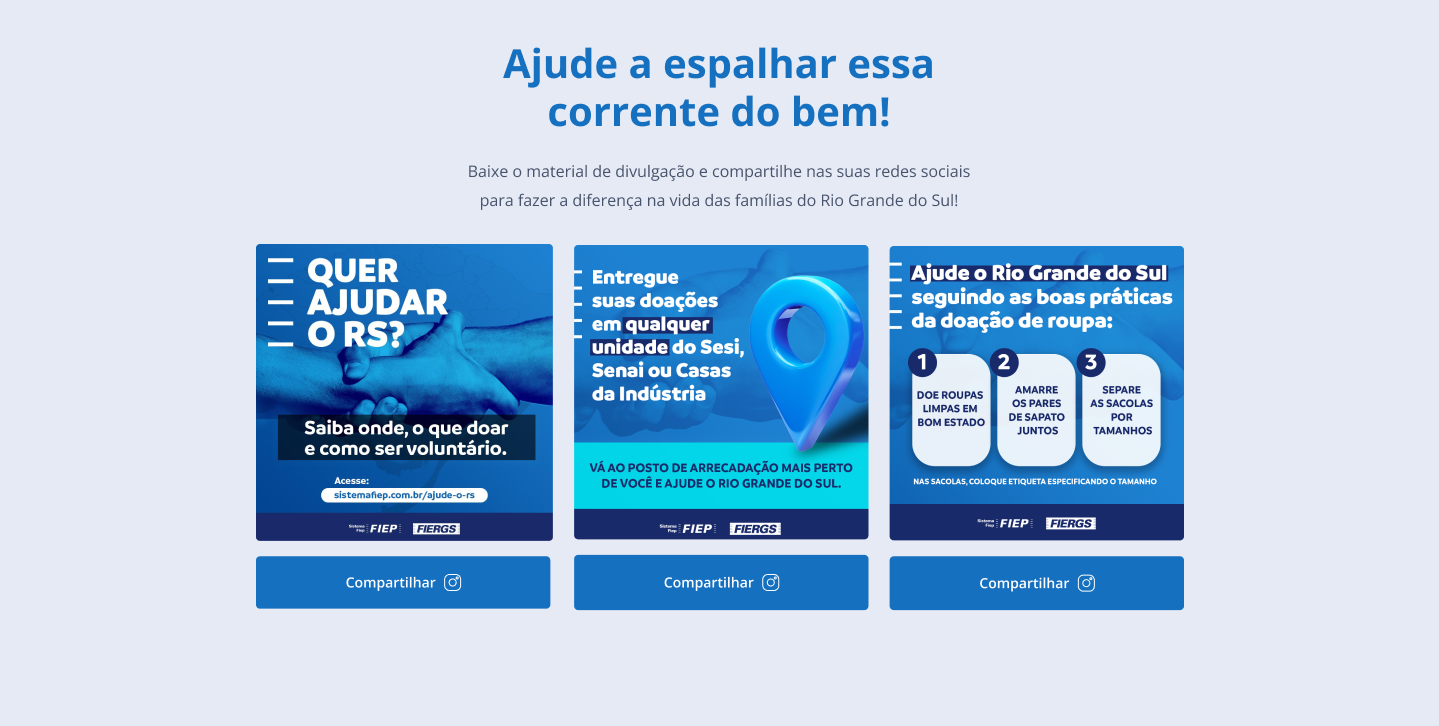 Ajude a espalhar essa
corrente do bem!
Baixe o material de divulgação e compartilhe nas suas redes sociais
para fazer a diferença na vida das famílias do Rio Grande do Sul!
QUER
AJUDAR
O RS?
Saiba onde, o que doar
e como ser voluntário.
Acesse:
sistemafiep.com.br/ajude-o-rs
Sistema
Fiep
FIEP
FIERGS
Compartilhar
Entregue
suas doações
em qualquer
unidade do Sesi,
Senai ou Casas
da Indústria
VÁ AO POSTO DE ARRECADAÇÃO MAIS PERTO
DE VOCÊ E AJUDE O RIO GRANDE DO SUL.
Sistema
Fiep
FIEP
FIERGS
Compartilhar
Ajude o Rio Grande do Sul
seguindo as boas práticas
da doação de roupa:
1
DOE ROUPAS
LIMPAS EM
BOM ESTADO
2
AMARRE
OS PARES
DE SAPATO
JUNTOS
3
SEPARE
AS SACOLAS
POR
TAMANHOS
NAS SACOLAS, COLOQUE ETIQUETA ESPECIFICANDO O TAMANHO
Sistema
Fiep
FIEP
FIERGS
Compartilhar